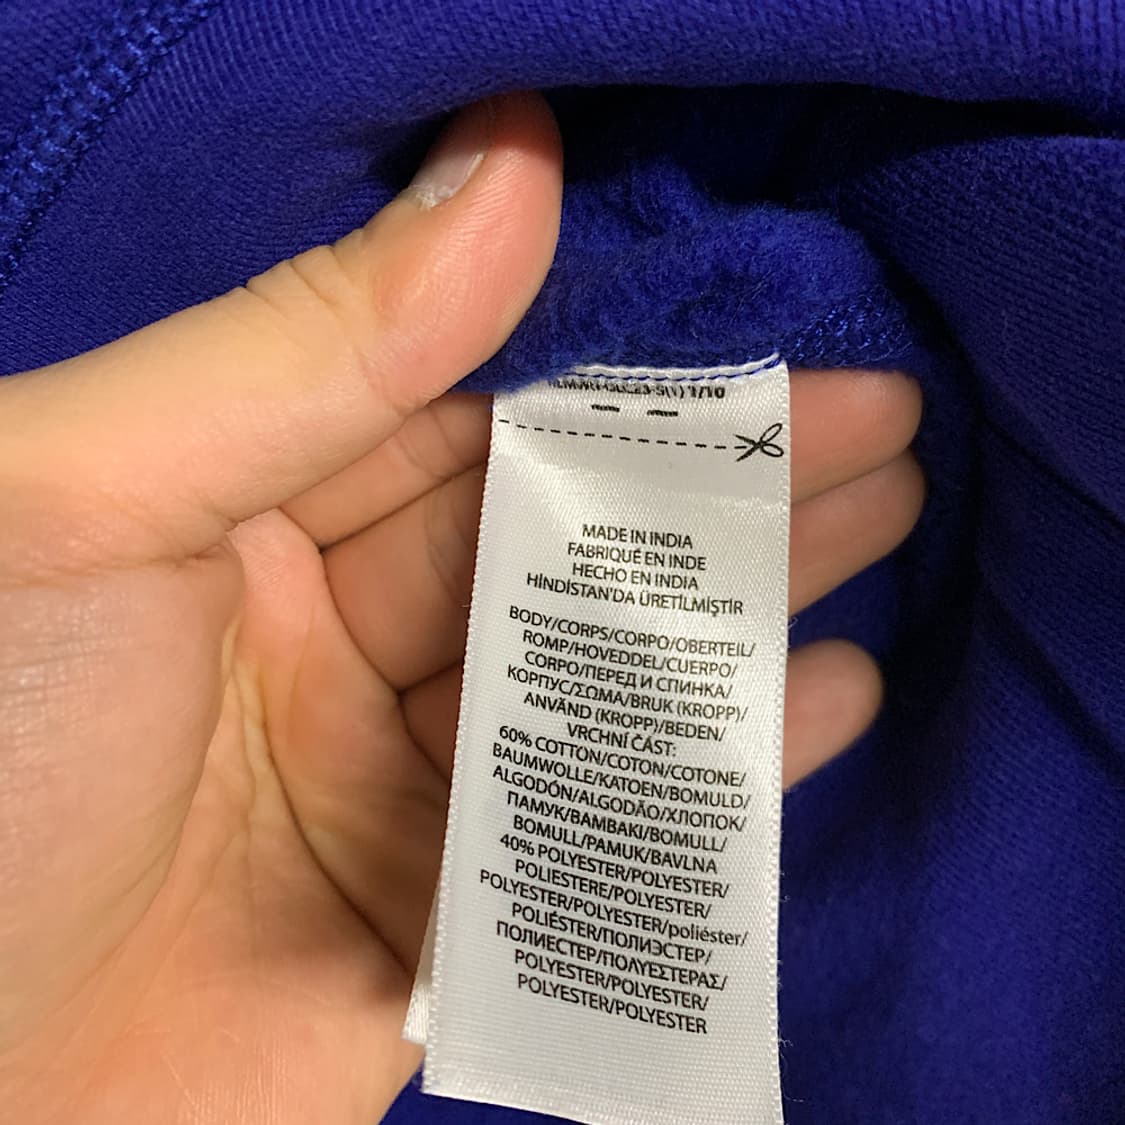 1/10
MADE IN INDIA
FABRIQUÉ EN INDE
HECHO EN INDIA
HİNDİSTAN'DA ÜRETİLMİŞTİR
BODY/CORPS/CORPO/OBERTEIL/
ROMP/HOVEDDEL/CUERPO/
CORPO/ПЕРЕД И СПИНКА/
КОРПУС/ΣΩΜΑ/BRUK (KROPP)/
ANVÄND (KROPP)/BEDEN/
VRCHNÍ ČÁST:
60% COTTON/COTON/COTONE/
BAUMWOLLE/KATOEN/BOMULD/
ALGODÓN/ALGODÃO/ХЛОПОК/
ПАМУК/BAMBAKI/BOMULL/
BOMULL/PAMUK/BAVLNA
40% POLYESTER/POLYESTER/
POLIESTERE/POLYESTER/
POLYESTER/POLYESTER/poliéster/
POLIÉSTER/ПОЛИЭСТЕР/
ПОЛИЕСТЕР/ΠΟΛΥΕΣΤΕΡΑΣ/
POLYESTER/POLYESTER/
POLYESTER/POLYESTER